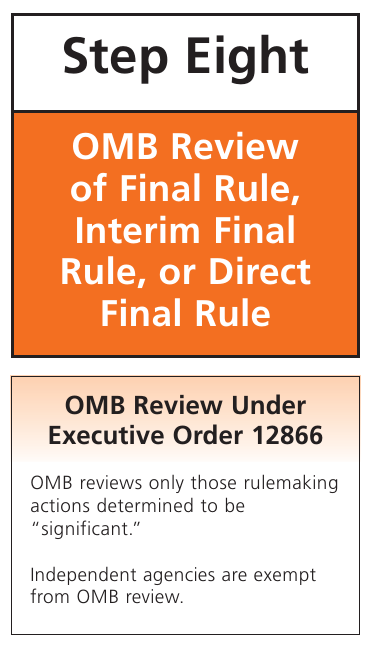 Step Eight
OMB Review
of Final Rule,
Interim Final
Rule, or Direct
Final Rule
OMB Review Under
Executive Order 12866
OMB reviews only those rulemaking
actions determined to be
“significant.”
Independent agencies are exempt
from OMB review.